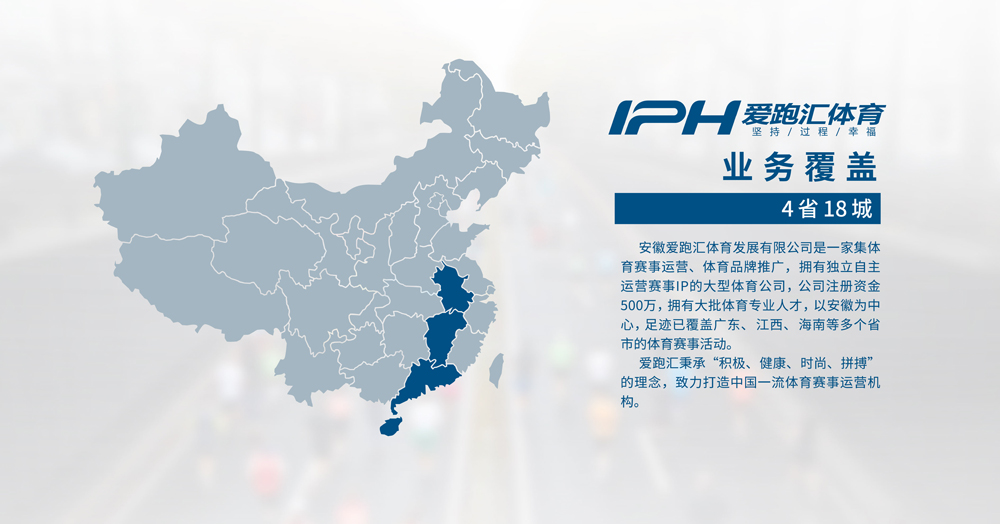 IPH 爱跑汇体育
坚持/过程/幸福
业务覆盖
4省18城
安徽爱跑汇体育发展有限公司是一家集体
育赛事运营、体育品牌推广，拥有独立自主
运营赛事IP的大型体育公司，公司注册资金
500万，拥有大批体育专业人才，以安徽为中
心，足迹已覆盖广东、江西、海南等多个省
市的体育赛事活动。
爱跑汇秉承“积极、健康、时尚、拼搏”
的理念，致力打造中国一流体育赛事运营机
构。